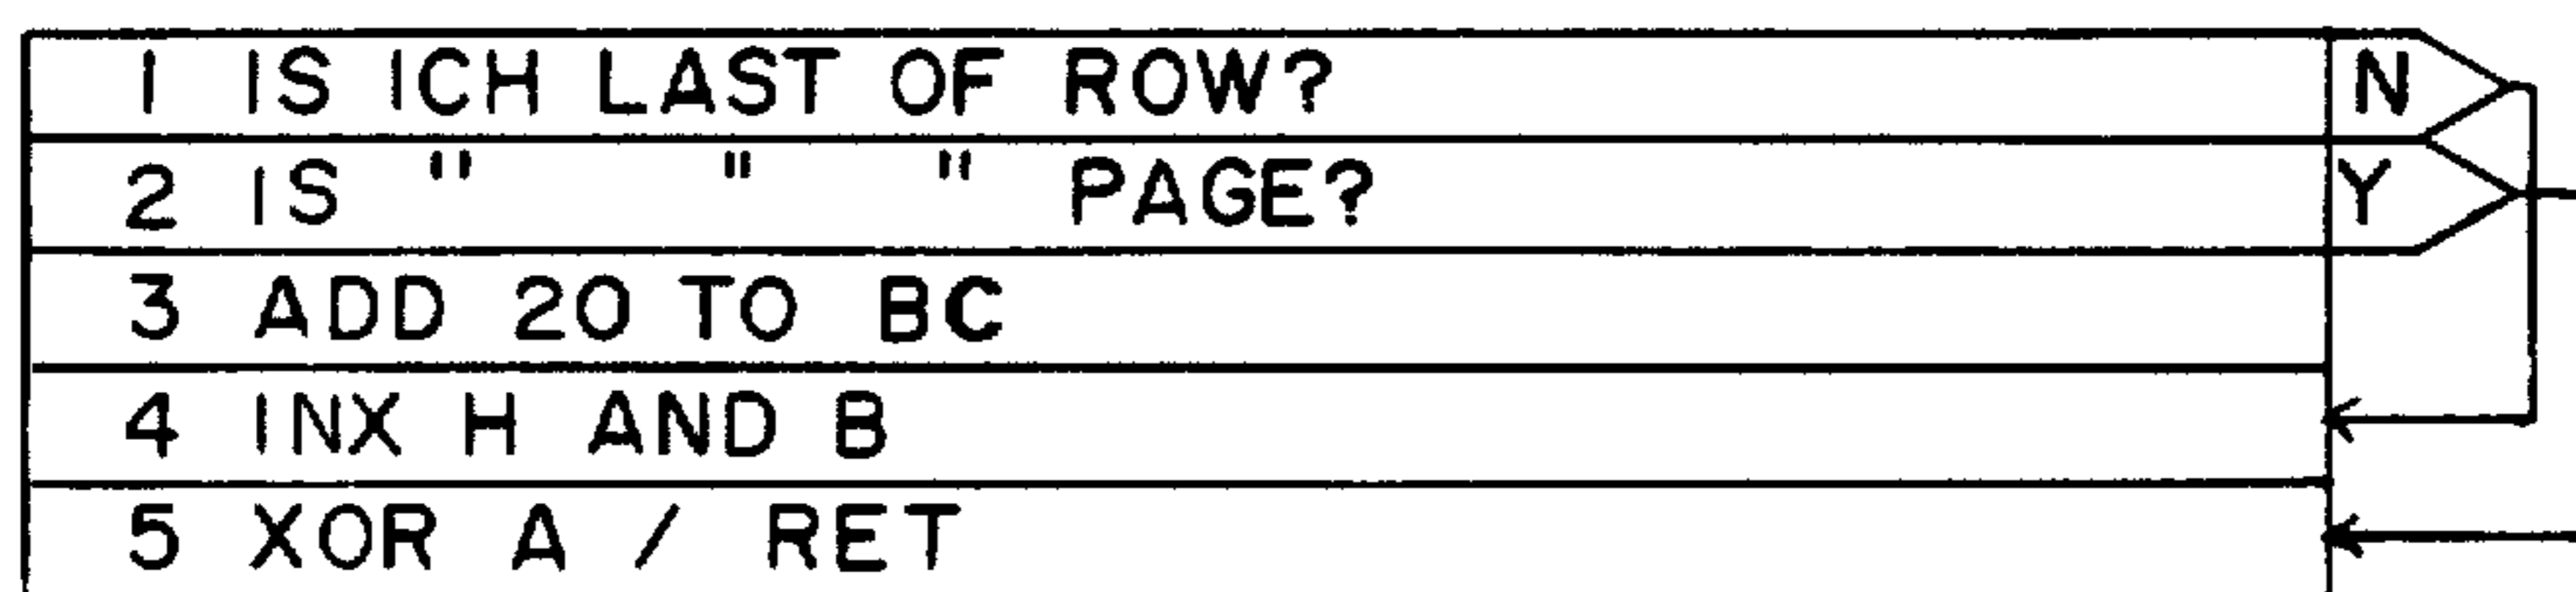 1 IS ICH LAST OF ROW? N
2 IS " " " PAGE? Y
3 ADD 20 TO BC
4 INX H AND B
5 XOR A / RET